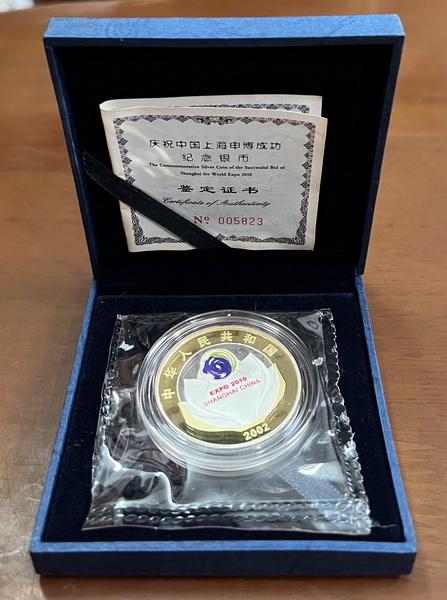 庆祝中国上海申博成功
纪念银币
The Commemorative Silver Coin of the Successful Bid of
Shanghai for World Expo 2010
鉴定证书
Certificate of Authenticity
Nº 005823
中华人民共和国
EXPO 2010
SHANGHAI CHINA
2002